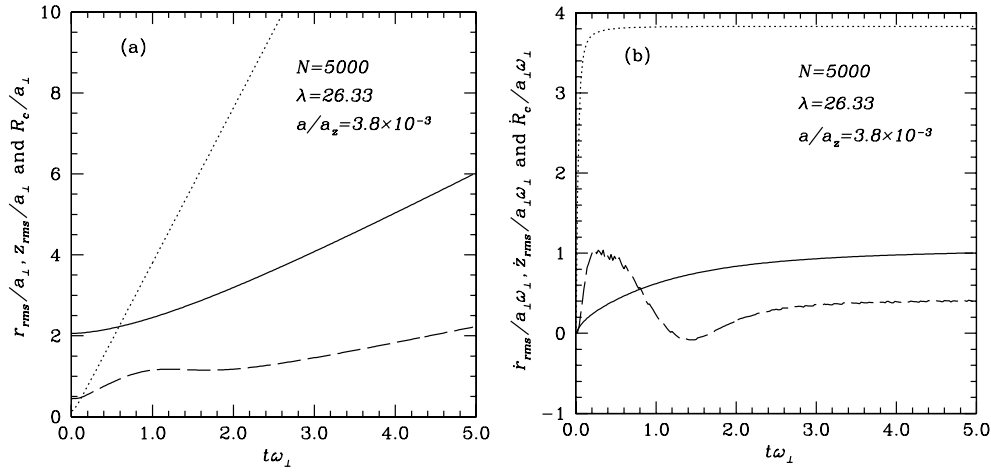 (a)
N=5000
λ=26.33
a/a_z=3.8×10⁻³
r_rms/a_⊥, z_rms/a_⊥ and R_c/a_⊥
10
8
6
4
2
0
0.0 1.0 2.0 3.0 4.0 5.0
tω_⊥
(b)
N=5000
λ=26.33
a/a_z=3.8×10⁻³
ṙ_rms/a_⊥ω_⊥, ż_rms/a_⊥ω_⊥ and Ṙ_c/a_⊥ω_⊥
4
3
2
1
0
−1
0.0 1.0 2.0 3.0 4.0 5.0
tω_⊥